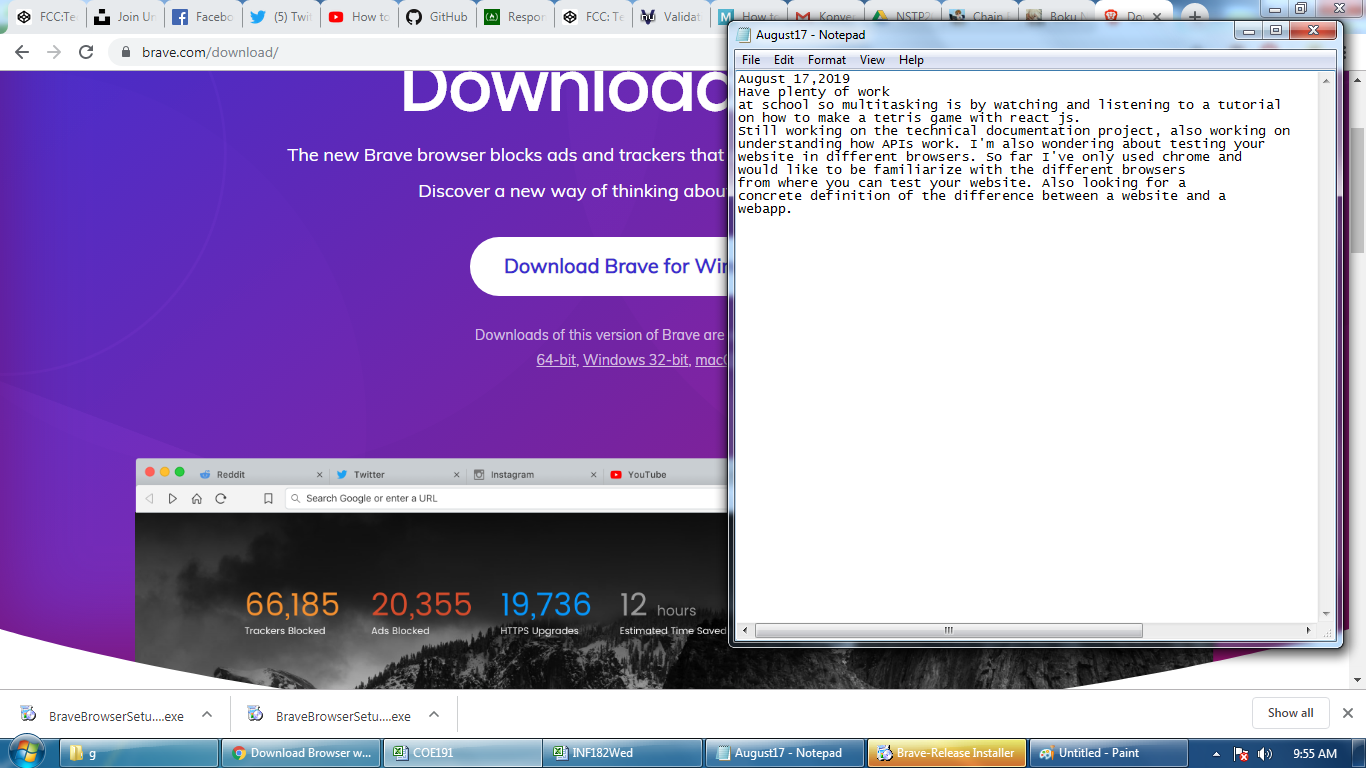 FCC:Te
Join Un
Facebo
(5) Twi
How to
GitHub
Respor
FCC: Te
Validat
How to
Konve
NSTP2
Chain I
Boku N
Do
brave.com/download/
Download
The new Brave browser blocks ads and trackers that
Discover a new way of thinking about
Download Brave for Win
Downloads of this version of Brave are
64-bit, Windows 32-bit, mac
Reddit
Twitter
Instagram
YouTube
Search Google or enter a URL
66,185
20,355
19,736
12 hours
Trackers Blocked
Ads Blocked
HTTPS Upgrades
Estimated Time Saved
August17 - Notepad
File Edit Format View Help
August 17,2019
Have plenty of work
at school so multitasking is by watching and listening to a tutorial
on how to make a tetris game with react js.
Still working on the technical documentation project, also working on
understanding how APIs work. I'm also wondering about testing your
website in different browsers. So far I've only used chrome and
would like to be familiarize with the different browsers
from where you can test your website. Also looking for a
concrete definition of the difference between a website and a
webapp.
BraveBrowserSetu....exe
BraveBrowserSetu....exe
Show all
g
Download Browser w...
COE191
INF182Wed
August17 - Notepad
Brave-Release Installer
Untitled - Paint
9:55 AM